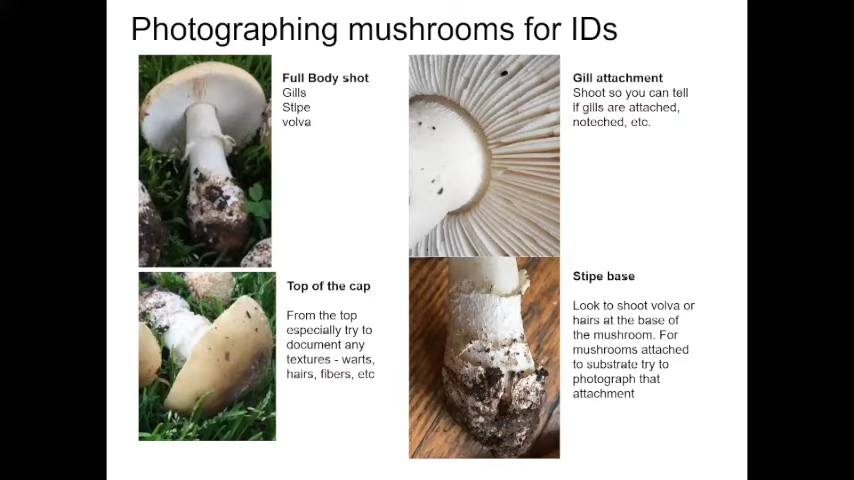 Photographing mushrooms for IDs
Full Body shot
Gills
Stipe
volva
Gill attachment
Shoot so you can tell
if gills are attached,
noteched, etc.
Top of the cap
From the top
especially try to
document any
textures - warts,
hairs, fibers, etc
Stipe base
Look to shoot volva or
hairs at the base of
the mushroom. For
mushrooms attached
to substrate try to
photograph that
attachment